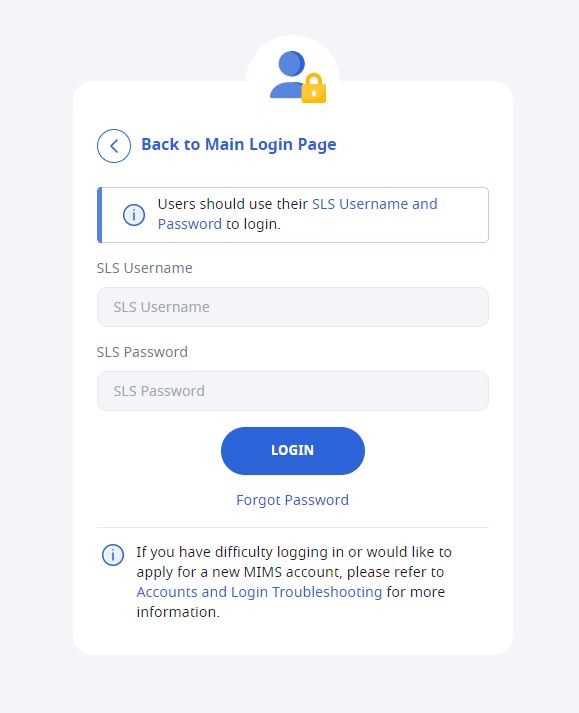 Back to Main Login Page
Users should use their SLS Username and
Password to login.
SLS Username
SLS Username
SLS Password
SLS Password
LOGIN
Forgot Password
If you have difficulty logging in or would like to
apply for a new MIMS account, please refer to
Accounts and Login Troubleshooting for more
information.